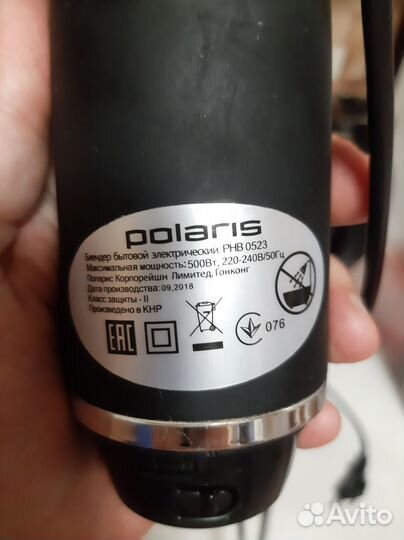 polaris
Блендер бытовой электрический PHB 0523
Максимальная мощность: 500Вт, 220-240В/50Гц
Поларис Корпорейшн Лимитед, Гонконг
Дата производства: 09,2018
Класс защиты - II
Произведено в КНР
EAC
076
Avito